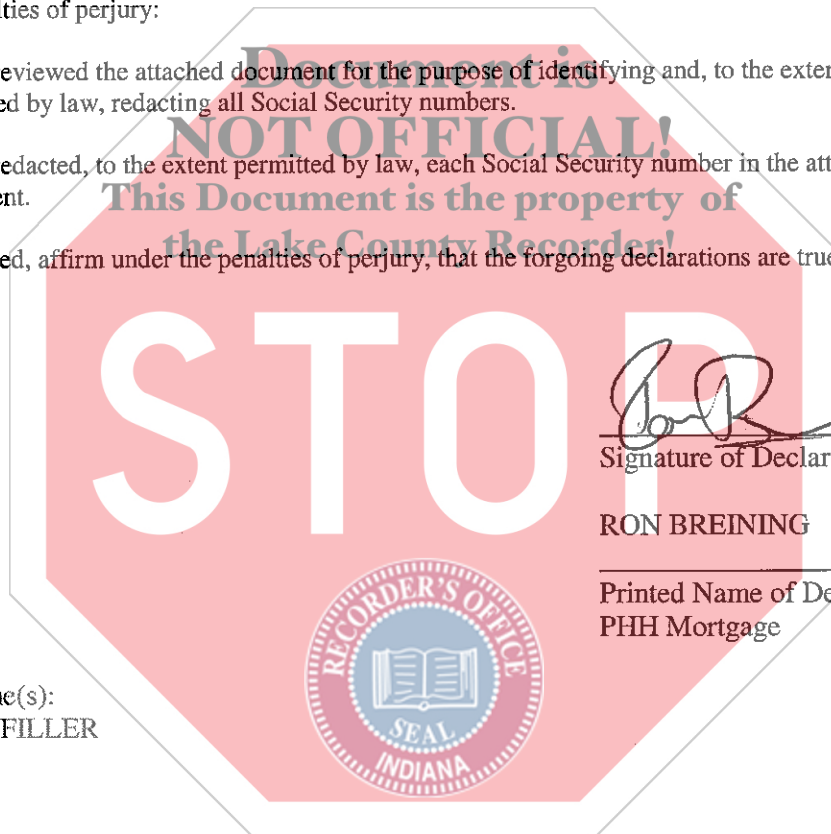 lties of perjury:
Document is
eviewed the attached document for the purpose of identifying and, to the exter
ed by law, redacting all Social Security numbers.
NOT OFFICIAL!
edacted, to the extent permitted by law, each Social Security number in the att
ent.
This Document is the property of
the Lake County Recorder!
ed, affirm under the penalties of perjury, that the forgoing declarations are true
STOP
Signature of Declar
RON BREINING
Printed Name of De
PHH Mortgage
RECORDER'S OFFICE
SEAL
INDIANA
ne(s):
FILLER